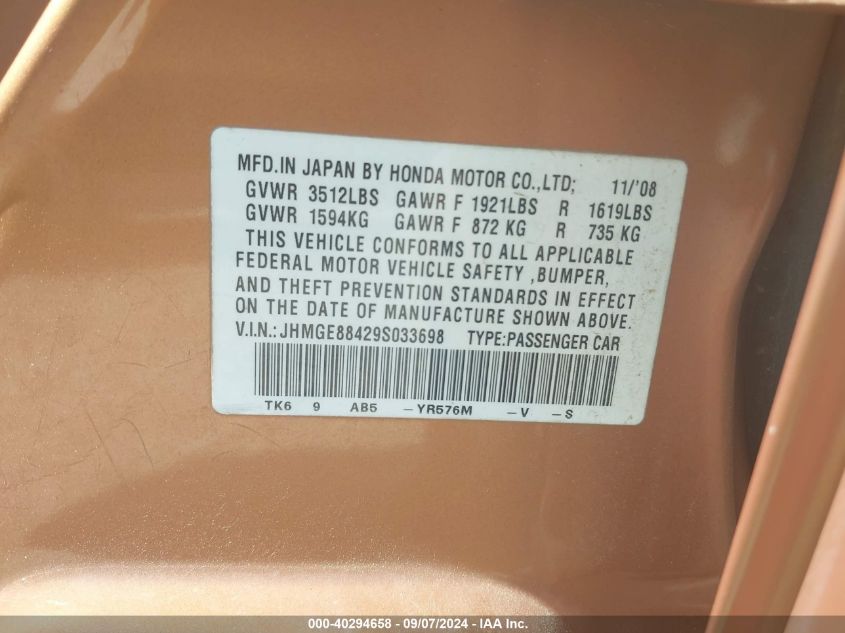 MFD.IN JAPAN BY HONDA MOTOR CO.,LTD; 11/'08
GVWR 3512LBS GAWR F 1921LBS R 1619LBS
GVWR 1594KG GAWR F 872 KG R 735 KG
THIS VEHICLE CONFORMS TO ALL APPLICABLE
FEDERAL MOTOR VEHICLE SAFETY ,BUMPER,
AND THEFT PREVENTION STANDARDS IN EFFECT
ON THE DATE OF MANUFACTURE SHOWN ABOVE.
V.I.N.: JHMGE88429S033698 TYPE:PASSENGER CAR
TK6 9 AB5 -YR576M -V -S
000-40294658 - 09/07/2024 - IAA Inc.